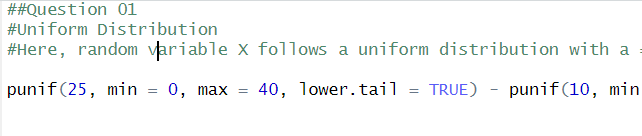 ##Question 01
#Uniform Distribution
#Here, random variable X follows a uniform distribution with a =
punif(25, min = 0, max = 40, lower.tail = TRUE) - punif(10, min